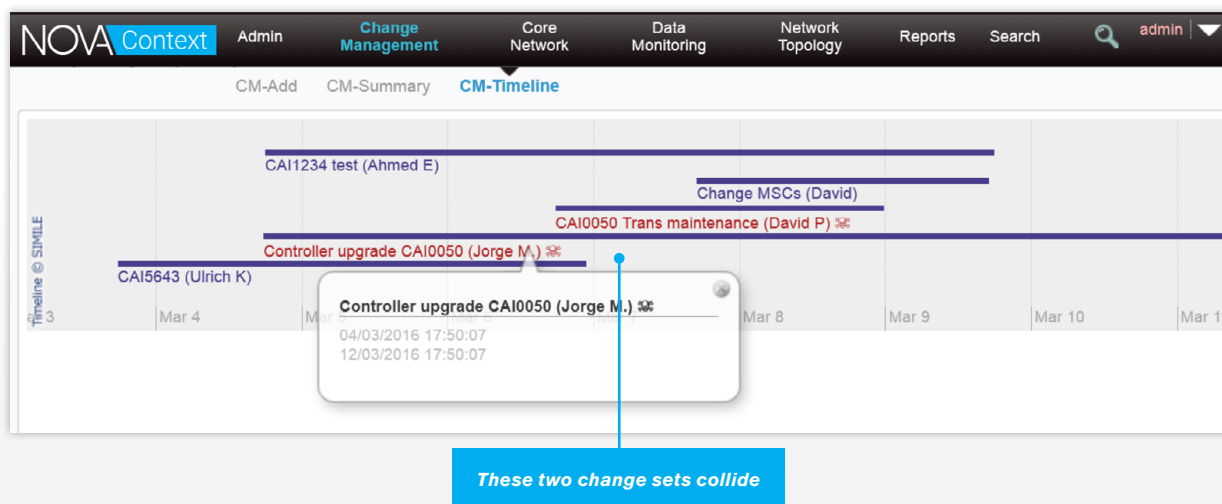 NOVA Context Admin Change Management Core Network Data Monitoring Network Topology Reports Search admin
CM-Add CM-Summary CM-Timeline
CAI1234 test (Ahmed E)
Change MSCs (David)
CAI0050 Trans maintenance (David P)
Controller upgrade CAI0050 (Jorge M.)
CAI5643 (Ulrich K)
Timeline © SIMILE
Controller upgrade CAI0050 (Jorge M.)
04/03/2016 17:50:07
12/03/2016 17:50:07
3 Mar 4 Mar 8 Mar 9 Mar 10 Mar 1
These two change sets collide